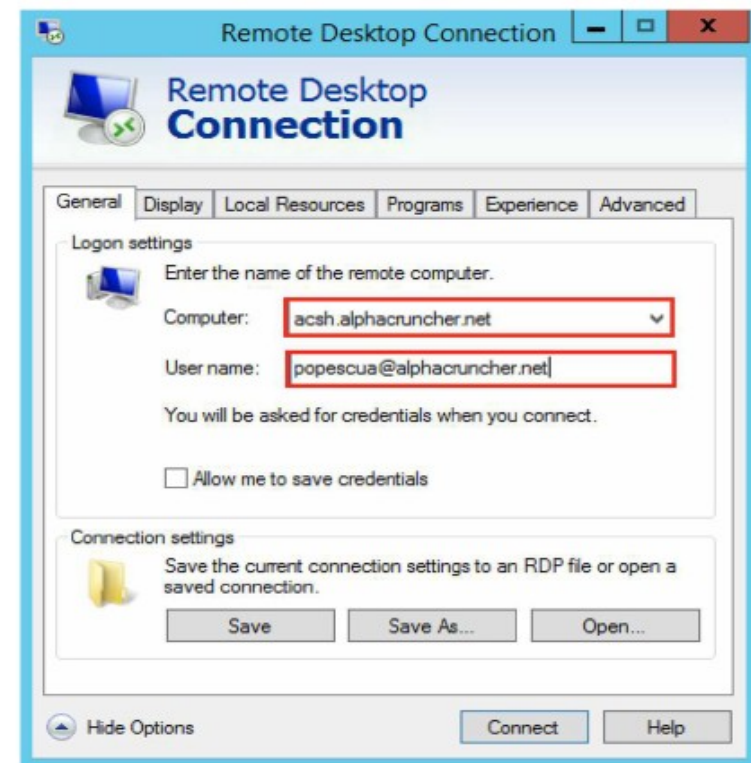 Remote Desktop Connection
Remote Desktop
Connection
General Display Local Resources Programs Experience Advanced
Logon settings
Enter the name of the remote computer.
Computer: acsh.alphacruncher.net
User name: popescua@alphacruncher.net
You will be asked for credentials when you connect.
Allow me to save credentials
Connection settings
Save the current connection settings to an RDP file or open a
saved connection.
Save Save As... Open...
Hide Options Connect Help